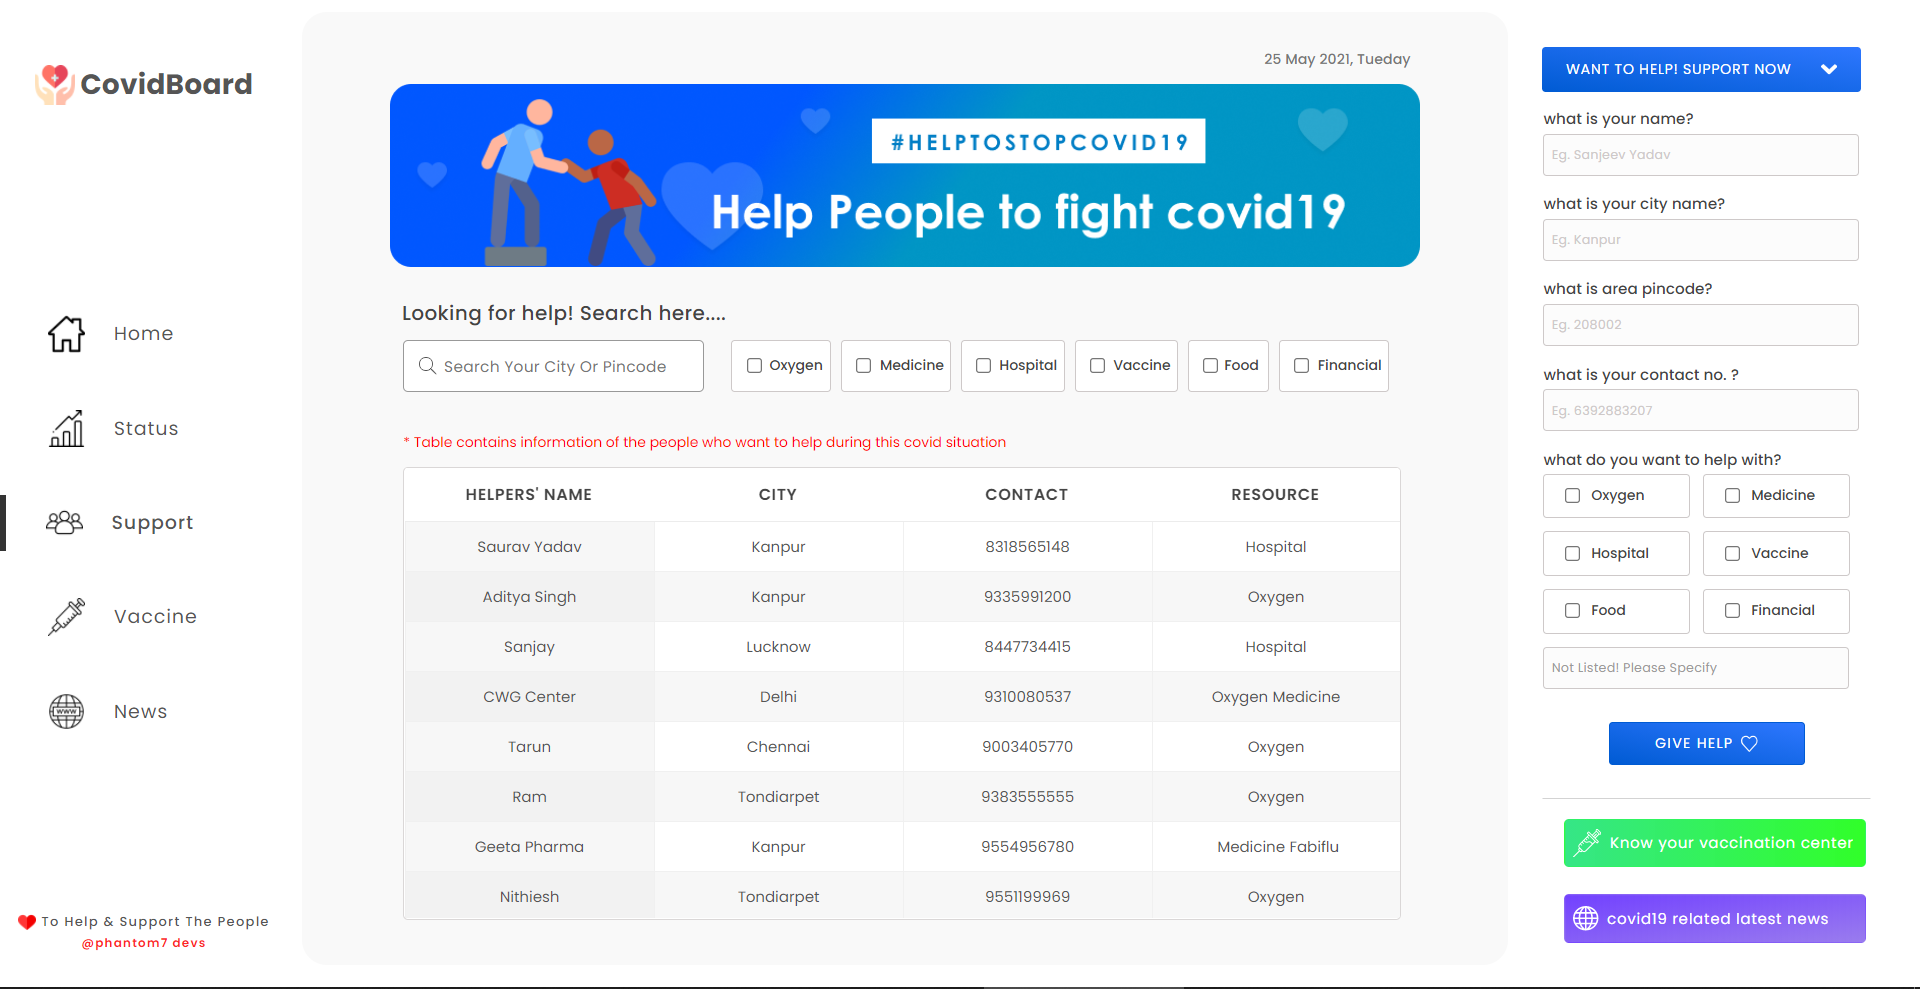 CovidBoard
Home
Status
Support
Vaccine
News
To Help & Support The People
@phantom7 devs
25 May 2021, Tueday
#HELPTOSTOPCOVID19
Help People to fight covid19
Looking for help! Search here....
Search Your City Or Pincode
Oxygen Medicine Hospital Vaccine Food Financial
* Table contains information of the people who want to help during this covid situation
HELPERS' NAME CITY CONTACT RESOURCE
Saurav Yadav Kanpur 8318565148 Hospital
Aditya Singh Kanpur 9335991200 Oxygen
Sanjay Lucknow 8447734415 Hospital
CWG Center Delhi 9310080537 Oxygen Medicine
Tarun Chennai 9003405770 Oxygen
Ram Tondiarpet 9383555555 Oxygen
Geeta Pharma Kanpur 9554956780 Medicine Fabiflu
Nithiesh Tondiarpet 9551199969 Oxygen
WANT TO HELP! SUPPORT NOW
what is your name?
Eg. Sanjeev Yadav
what is your city name?
Eg. Kanpur
what is area pincode?
Eg. 208002
what is your contact no. ?
Eg. 6392883207
what do you want to help with?
Oxygen Medicine
Hospital Vaccine
Food Financial
Not Listed! Please Specify
GIVE HELP
Know your vaccination center
www
covid19 related latest news